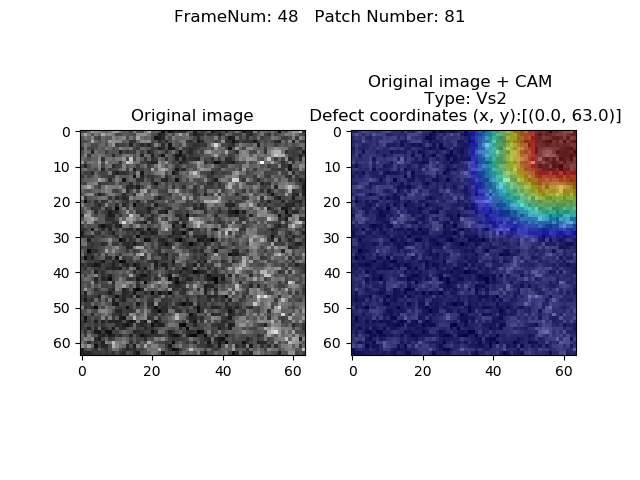 FrameNum: 48   Patch Number: 81
Original image
Original image + CAM
Type: Vs2
Defect coordinates (x, y):[(0.0, 63.0)]
0
10
20
30
40
50
60
0 20 40 60
0
10
20
30
40
50
60
0 20 40 60